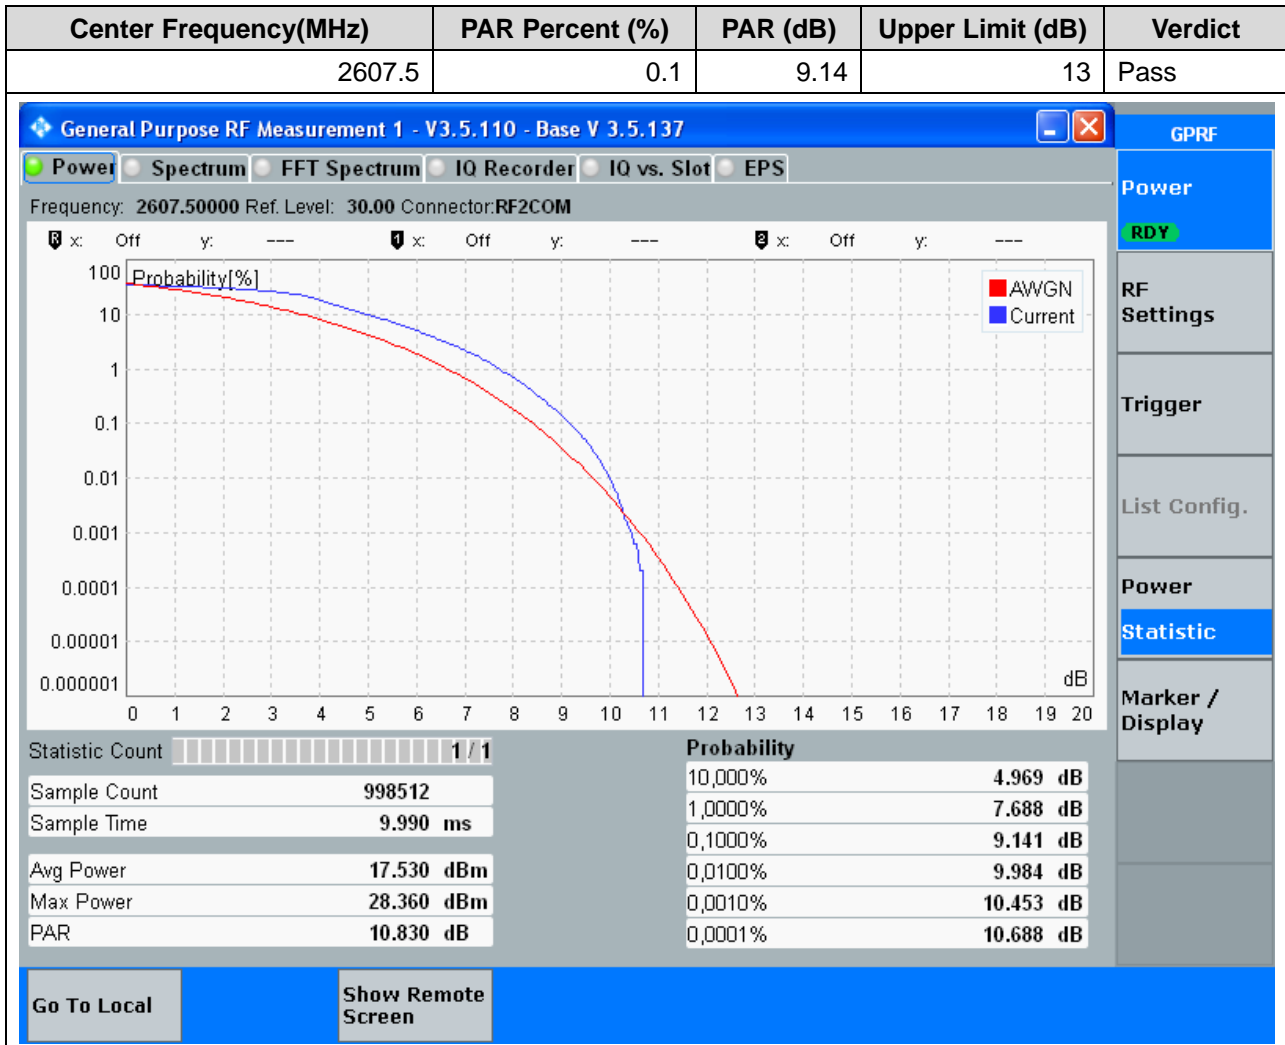 Center Frequency(MHz) PAR Percent (%) PAR (dB) Upper Limit (dB) Verdict
2607.5 0.1 9.14 13 Pass
General Purpose RF Measurement 1 - V3.5.110 - Base V 3.5.137
GPRF
Power Spectrum FFT Spectrum IQ Recorder IQ vs. Slot EPS
Power
RDY
Frequency: 2607.50000 Ref. Level: 30.00 Connector:RF2COM
R x: Off y: --- 1 x: Off y: --- 2 x: Off y: ---
Probability[%]
AWGN
Current
100
10
1
0.1
0.01
0.001
0.0001
0.00001
0.000001
dB
0 1 2 3 4 5 6 7 8 9 10 11 12 13 14 15 16 17 18 19 20
RF
Settings
Trigger
List Config.
Power
Statistic
Marker /
Display
Statistic Count 1 / 1
Sample Count 998512
Sample Time 9.990 ms
Avg Power 17.530 dBm
Max Power 28.360 dBm
PAR 10.830 dB
Probability
10,000% 4.969 dB
1,0000% 7.688 dB
0,1000% 9.141 dB
0,0100% 9.984 dB
0,0010% 10.453 dB
0,0001% 10.688 dB
Go To Local
Show Remote
Screen